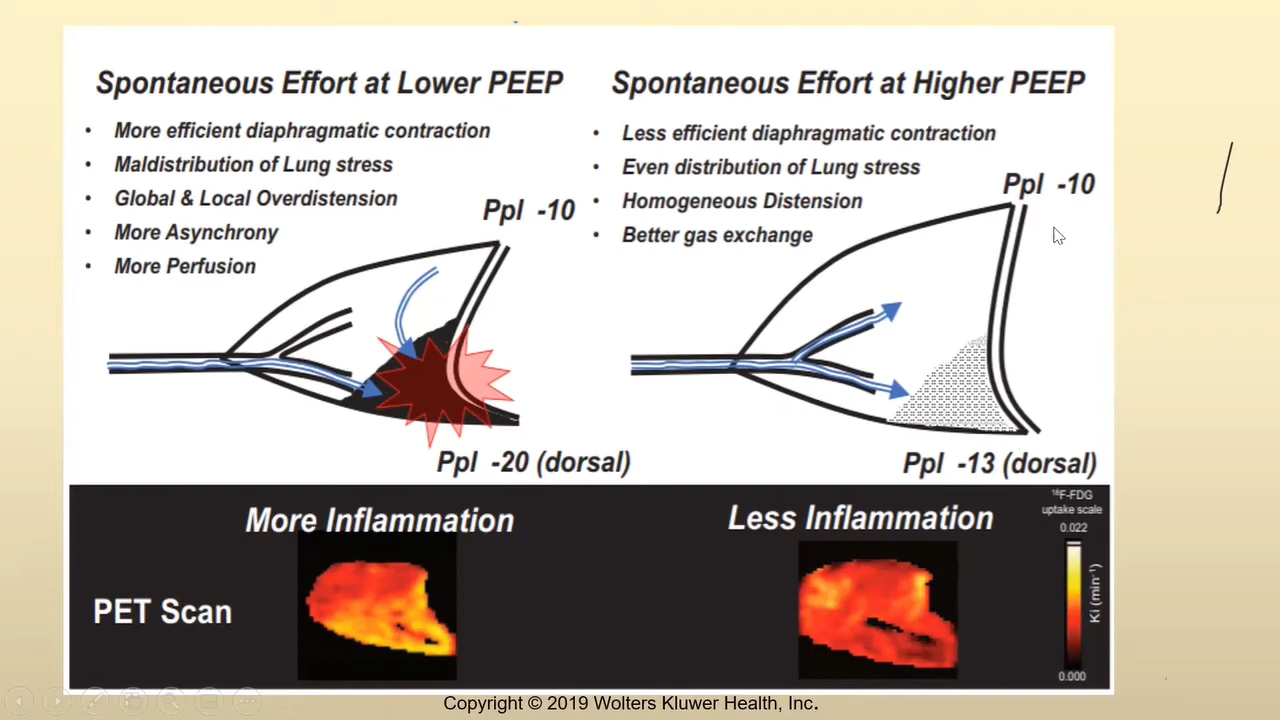 Spontaneous Effort at Lower PEEP
• More efficient diaphragmatic contraction
• Maldistribution of Lung stress
• Global & Local Overdistension
• More Asynchrony
• More Perfusion
Ppl -10
Ppl -20 (dorsal)
Spontaneous Effort at Higher PEEP
• Less efficient diaphragmatic contraction
• Even distribution of Lung stress
• Homogeneous Distension
• Better gas exchange
Ppl -10
Ppl -13 (dorsal)
More Inflammation
Less Inflammation
PET Scan
¹⁸F-FDG
uptake scale
0.022
Ki (min⁻¹)
0.000
Copyright © 2019 Wolters Kluwer Health, Inc.